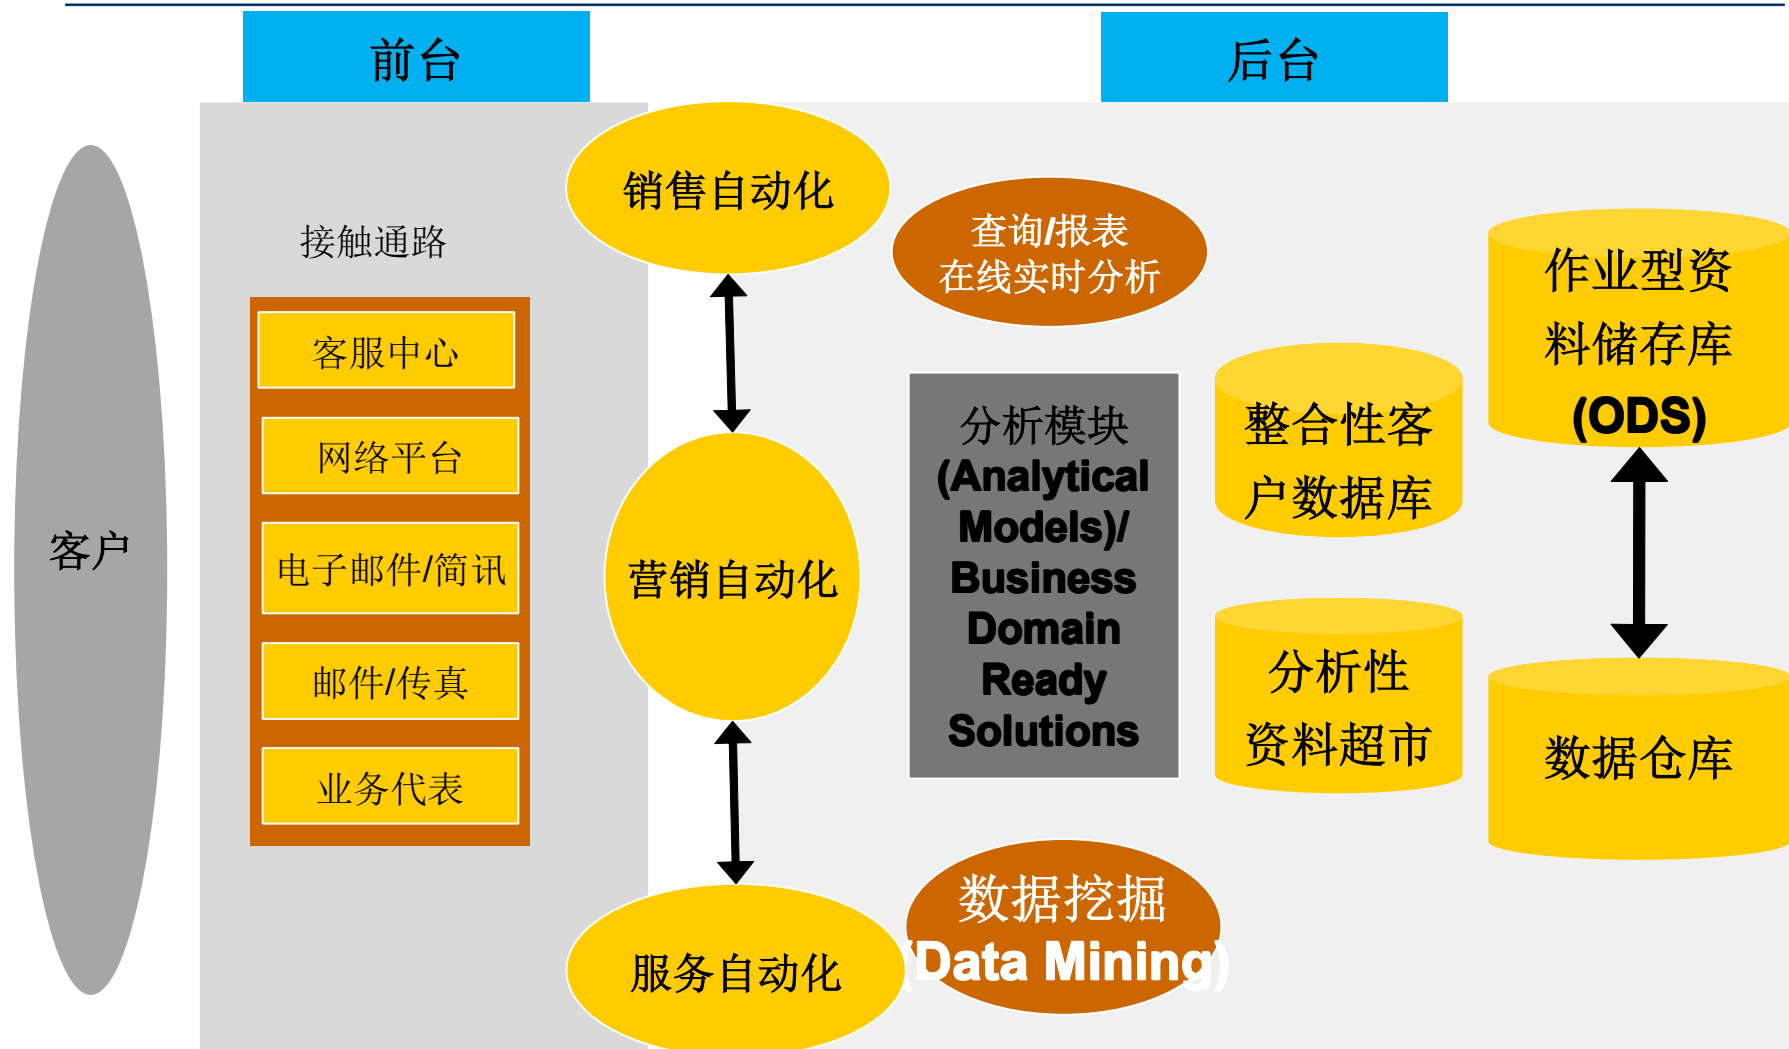 前台
后台
客户
接触通路
客服中心
网络平台
电子邮件/简讯
邮件/传真
业务代表
销售自动化
营销自动化
服务自动化
查询/报表
在线实时分析
分析模块
(Analytical
Models)/
Business
Domain
Ready
Solutions
数据挖掘
(Data Mining)
整合性客
户数据库
分析性
资料超市
作业型资
料储存库
(ODS)
数据仓库